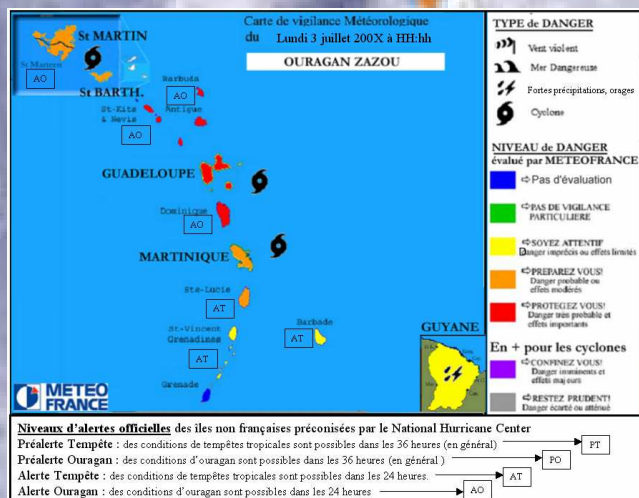 Carte de vigilance Météorologique
du Lundi 3 juillet 200X à HH:hh
OURAGAN ZAZOU
St MARTIN
St Marteen
AO
St BARTH.
Barbuda
AO
St-Kits
& Nevis
Antigue
AO
GUADELOUPE
Dominique
AO
MARTINIQUE
Ste-Lucie
AT
St-Vincent
Grenadines
AT
Barbade
AT
Grenade
GUYANE
METEO
FRANCE
TYPE de DANGER
Vent violent
Mer Dangereuse
Fortes précipitations, orages
Cyclone
NIVEAU de DANGER
évalué par METEOFRANCE
⇨Pas d'évaluation
⇨PAS DE VIGILANCE
PARTICULIERE
⇨SOYEZ ATTENTIF
Danger imprécis ou effets limités
⇨PREPAREZ VOUS!
Danger probable ou
effets modérés
⇨PROTEGEZ VOUS!
Danger très probable et
effets importants
En + pour les cyclones
⇨CONFINEZ VOUS!
Danger imminents et
effets majeurs
⇨RESTEZ PRUDENT!
Danger écarté ou atténué
Niveaux d'alertes officielles des îles non françaises préconisées par le National Hurricane Center
Préalerte Tempête : des conditions de tempêtes tropicales sont possibles dans les 36 heures (en général) PT
Préalerte Ouragan : des conditions d'ouragan sont possibles dans les 36 heures (en général ) PO
Alerte Tempête : des conditions de tempêtes tropicales sont possibles dans les 24 heures. AT
Alerte Ouragan : des conditions d'ouragan sont possibles dans les 24 heures AO